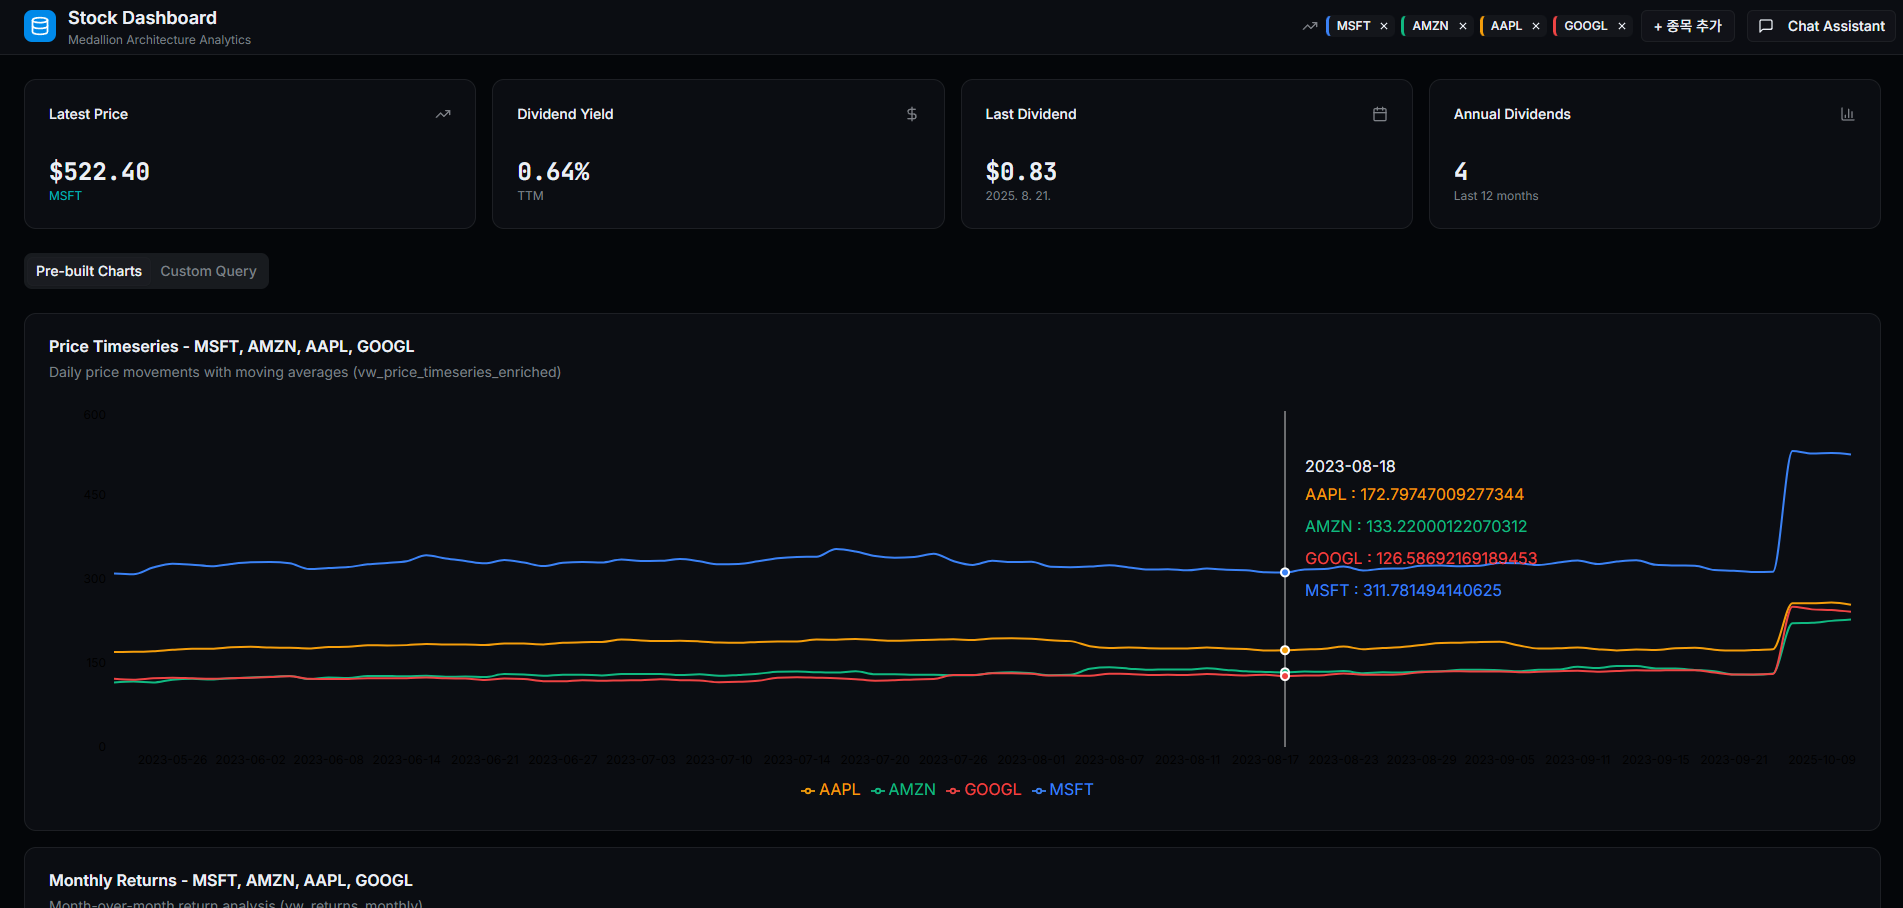 Stock Dashboard
Medallion Architecture Analytics
MSFT × AMZN × AAPL × GOOGL × + 종목 추가 Chat Assistant
Latest Price
$522.40
MSFT
Dividend Yield
0.64%
TTM
Last Dividend
$0.83
2025. 8. 21.
Annual Dividends
4
Last 12 months
Pre-built Charts Custom Query
Price Timeseries - MSFT, AMZN, AAPL, GOOGL
Daily price movements with moving averages (vw_price_timeseries_enriched)
600
450
300
150
0
2023-08-18
AAPL : 172.79747009277344
AMZN : 133.22000122070312
GOOGL : 126.58692169189453
MSFT : 311.781494140625
2023-05-26 2023-06-02 2023-06-08 2023-06-14 2023-06-21 2023-06-27 2023-07-03 2023-07-10 2023-07-14 2023-07-20 2023-07-26 2023-08-01 2023-08-07 2023-08-11 2023-08-17 2023-08-23 2023-08-29 2023-09-05 2023-09-11 2023-09-15 2023-09-21 2025-10-09
AAPL AMZN GOOGL MSFT
Monthly Returns - MSFT, AMZN, AAPL, GOOGL
Month-over-month return analysis (vw_returns_monthly)